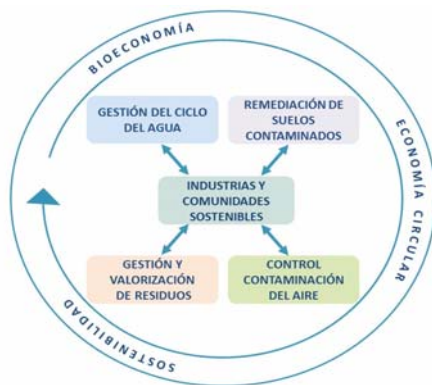 BIOECONOMÍA
GESTIÓN DEL CICLO
DEL AGUA
REMEDIACIÓN DE
SUELOS
CONTAMINADOS
INDUSTRIAS Y
COMUNIDADES
SOSTENIBLES
ECONOMÍA CIRCULAR
GESTIÓN Y
VALORIZACIÓN
DE RESIDUOS
CONTROL
CONTAMINACIÓN
DEL AIRE
SOSTENIBILIDAD